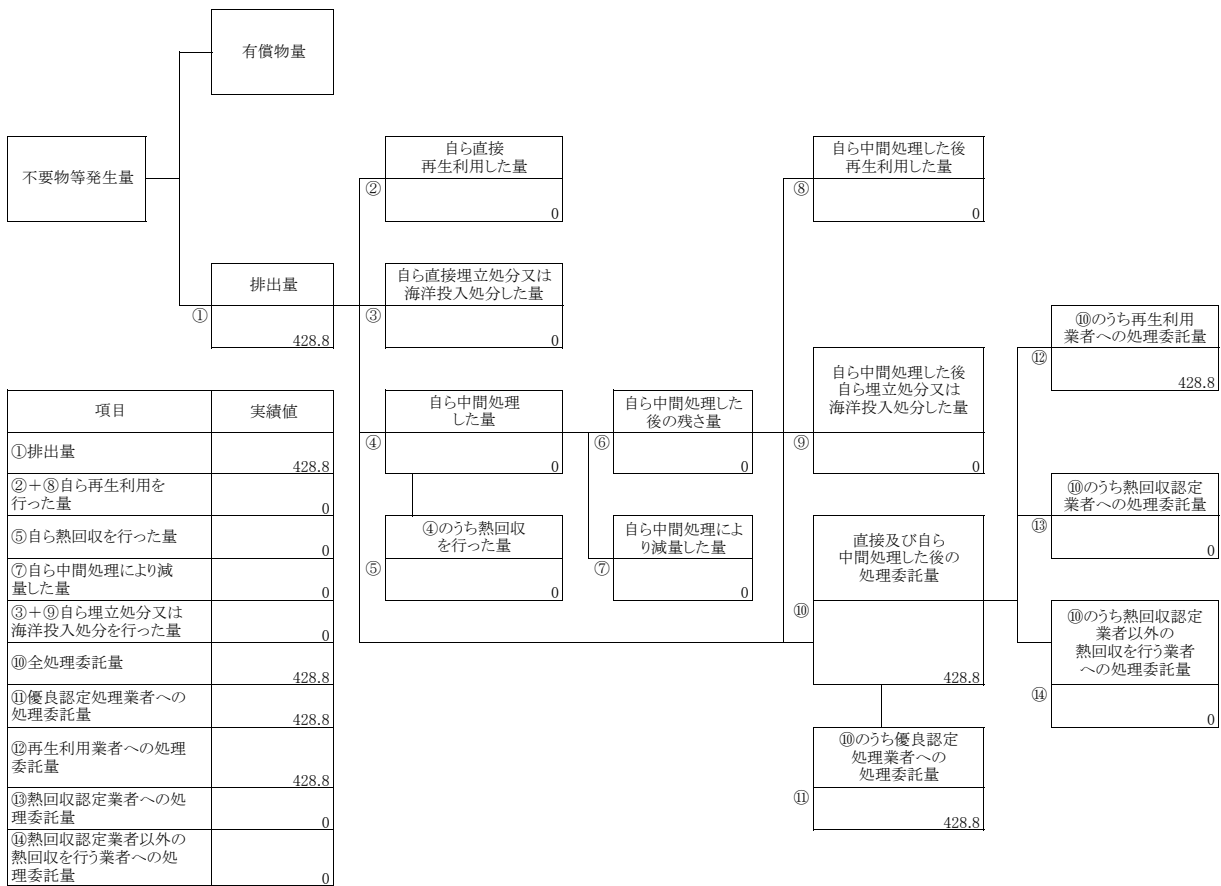 有償物量
不要物等発生量
自ら直接
再生利用した量
②
0
自ら中間処理した後
再生利用した量
⑧
0
排出量
①
428.8
自ら直接埋立処分又は
海洋投入処分した量
③
0
⑩のうち再生利用
業者への処理委託量
⑫
428.8
自ら中間処理
した量
④
0
自ら中間処理した
後の残さ量
⑥
0
自ら中間処理した後
自ら埋立処分又は
海洋投入処分した量
⑨
0
⑩のうち熱回収認定
業者への処理委託量
⑬
0
④のうち熱回収
を行った量
⑤
0
自ら中間処理によ
り減量した量
⑦
0
直接及び自ら
中間処理した後の
処理委託量
⑩
428.8
⑩のうち熱回収認定
業者以外の
熱回収を行う業者
への処理委託量
⑭
0
⑩のうち優良認定
処理業者への
処理委託量
⑪
428.8
項目 実績値
①排出量
428.8
②+⑧自ら再生利用を
行った量
0
⑤自ら熱回収を行った量
0
⑦自ら中間処理により減
量した量
0
③+⑨自ら埋立処分又は
海洋投入処分を行った量
0
⑩全処理委託量
428.8
⑪優良認定処理業者への
処理委託量
428.8
⑫再生利用業者への処理
委託量
428.8
⑬熱回収認定業者への処
理委託量
0
⑭熱回収認定業者以外の
熱回収を行う業者への処
理委託量
0